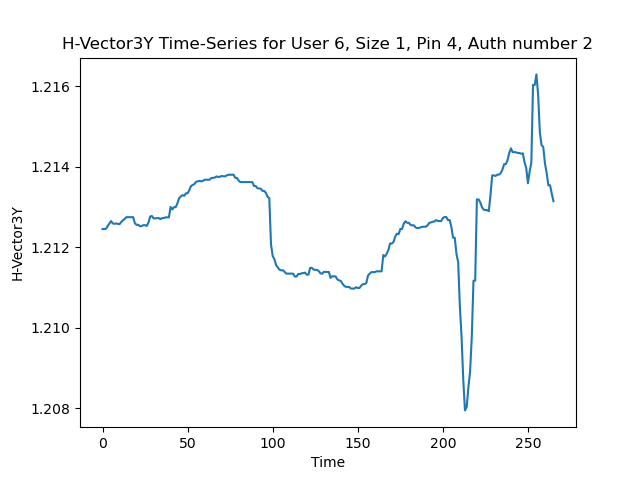 H-Vector3Y Time-Series for User 6, Size 1, Pin 4, Auth number 2
1.216
1.214
1.212
1.210
1.208
H-Vector3Y
0 50 100 150 200 250
Time